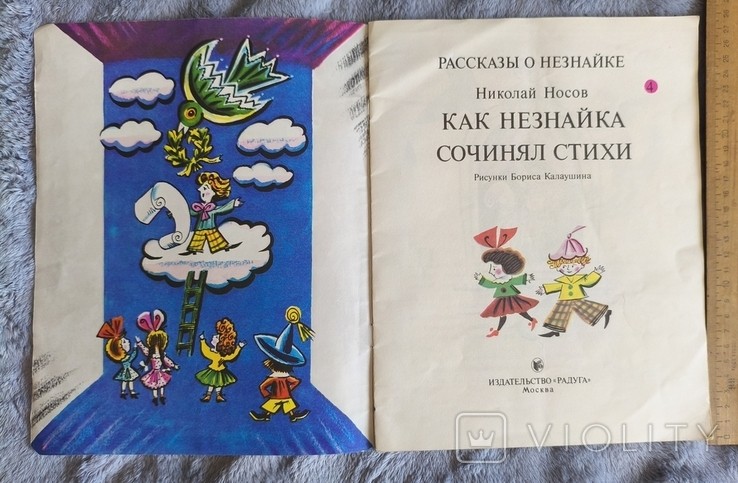 РАССКАЗЫ О НЕЗНАЙКЕ
Николай Носов
4
КАК НЕЗНАЙКА
СОЧИНЯЛ СТИХИ
Рисунки Бориса Калаушина
ИЗДАТЕЛЬСТВО «РАДУГА»
Москва
VIOLITY